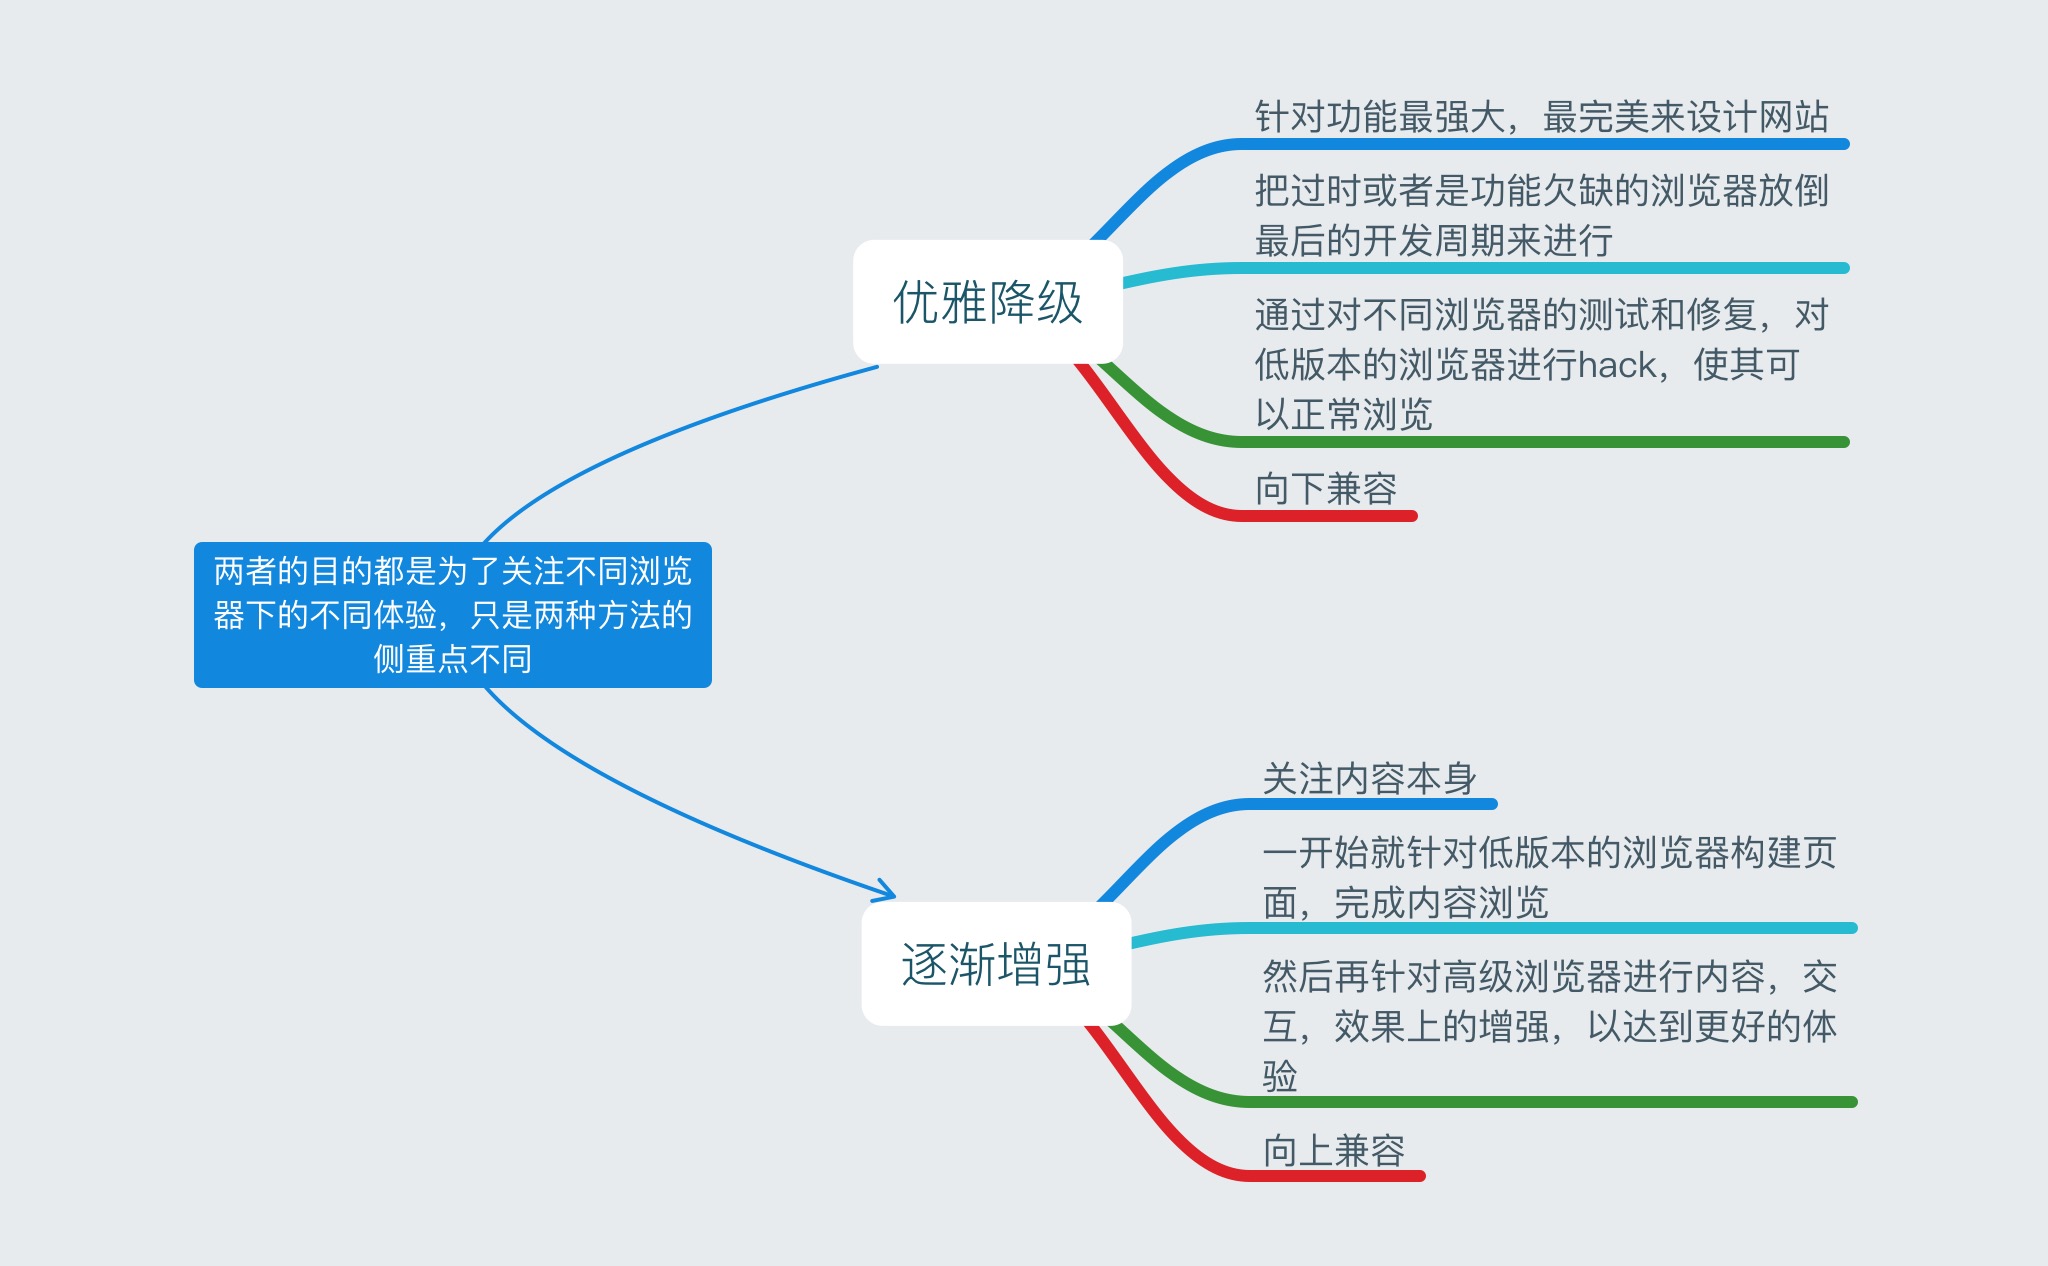 针对功能最强大，最完美来设计网站
把过时或者是功能欠缺的浏览器放倒
最后的开发周期来进行
优雅降级
通过对不同浏览器的测试和修复，对
低版本的浏览器进行hack，使其可
以正常浏览
向下兼容
两者的目的都是为了关注不同浏览
器下的不同体验，只是两种方法的
侧重点不同
关注内容本身
一开始就针对低版本的浏览器构建页
面，完成内容浏览
逐渐增强
然后再针对高级浏览器进行内容，交
互，效果上的增强，以达到更好的体
验
向上兼容